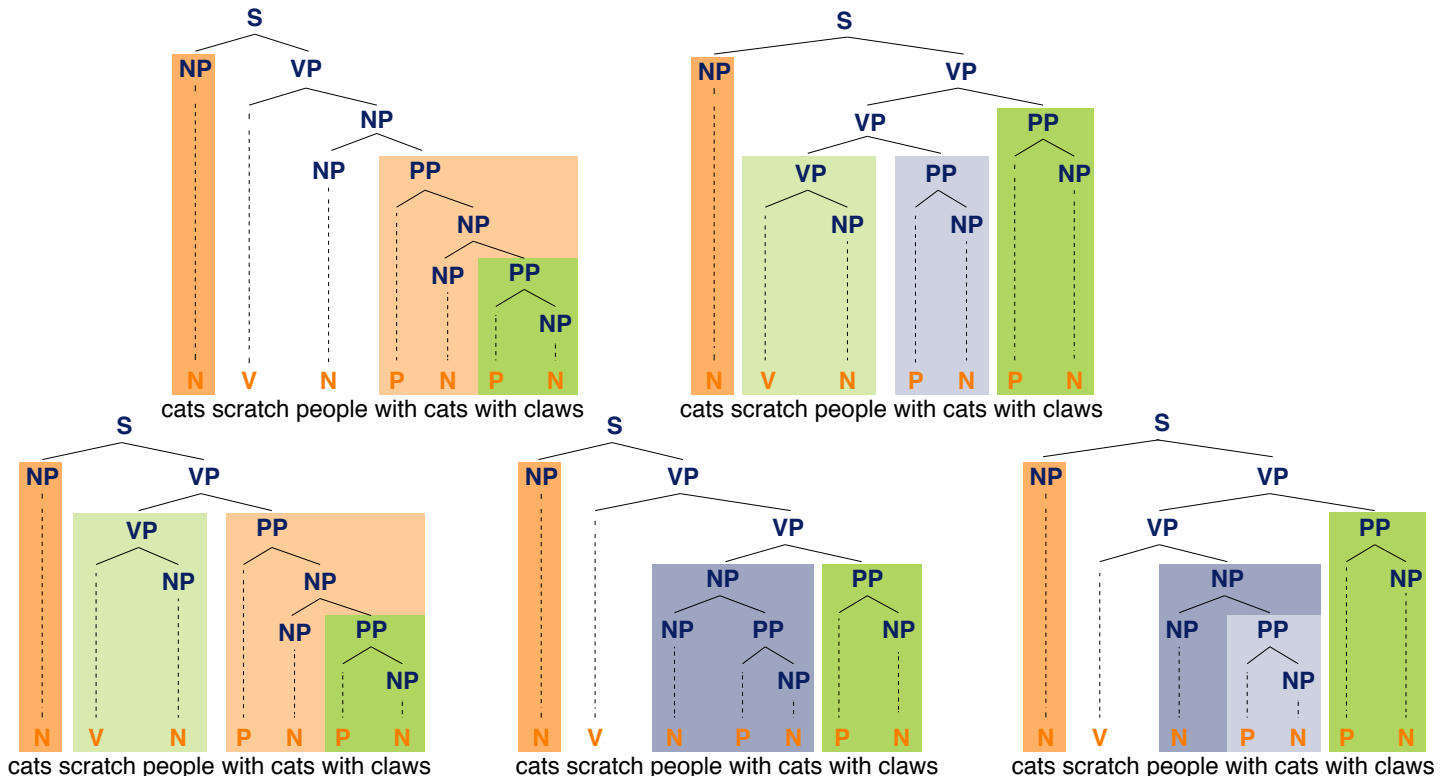 S
NP VP
NP
NP PP
NP
NP PP
NP
N V N P N P N
cats scratch people with cats with claws
S
NP VP
VP PP
VP PP NP
NP NP
N V N P N P N
cats scratch people with cats with claws
S
NP VP
VP PP
NP NP
NP PP
NP
N V N P N P N
cats scratch people with cats with claws
S
NP VP
VP
NP PP
NP PP NP
NP
N V N P N P N
cats scratch people with cats with claws
S
NP VP
VP PP
NP NP
NP PP
NP
N V N P N P N
cats scratch people with cats with claws